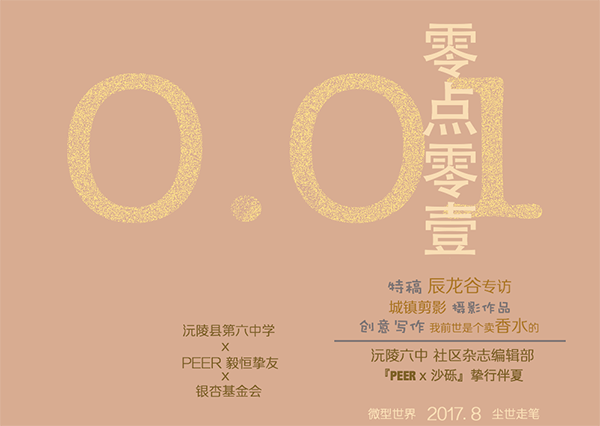 0.01
零点零壹
特稿 辰龙谷专访
城镇剪影 摄影作品
创意写作 我前世是个卖香水的
沅陵县第六中学
x
PEER 毅恒挚友
x
银杏基金会
沅陵六中 社区杂志编辑部
『PEER x 沙砾』挚行伴夏
微型世界 2017.8 尘世走笔